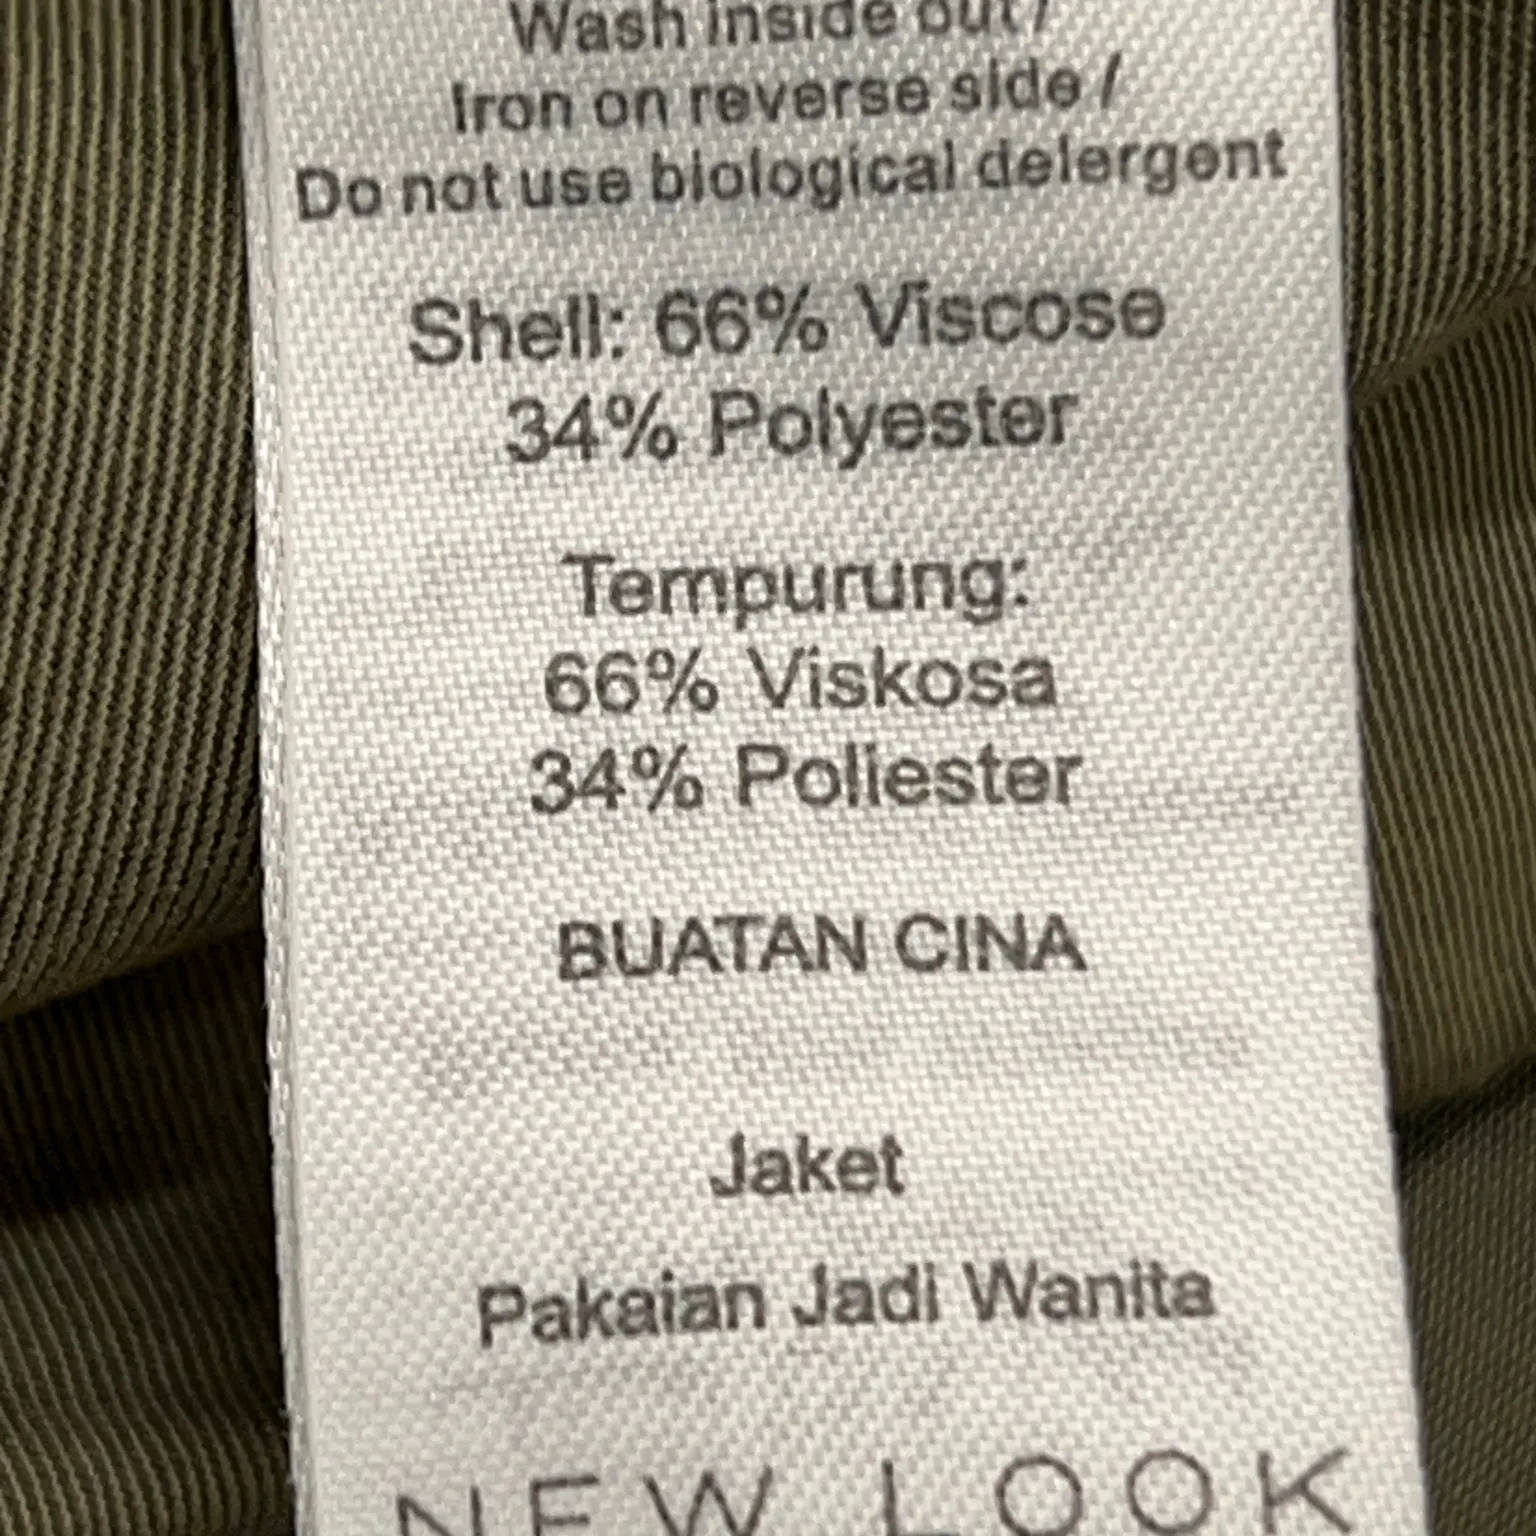 Wash inside out /
Iron on reverse side /
Do not use biological delergent
Shell: 66% Viscose
34% Polyester
Tempurung:
66% Viskosa
34% Poliester
BUATAN CINA
Jaket
Pakaian Jadi Wanita
NEW LOOK